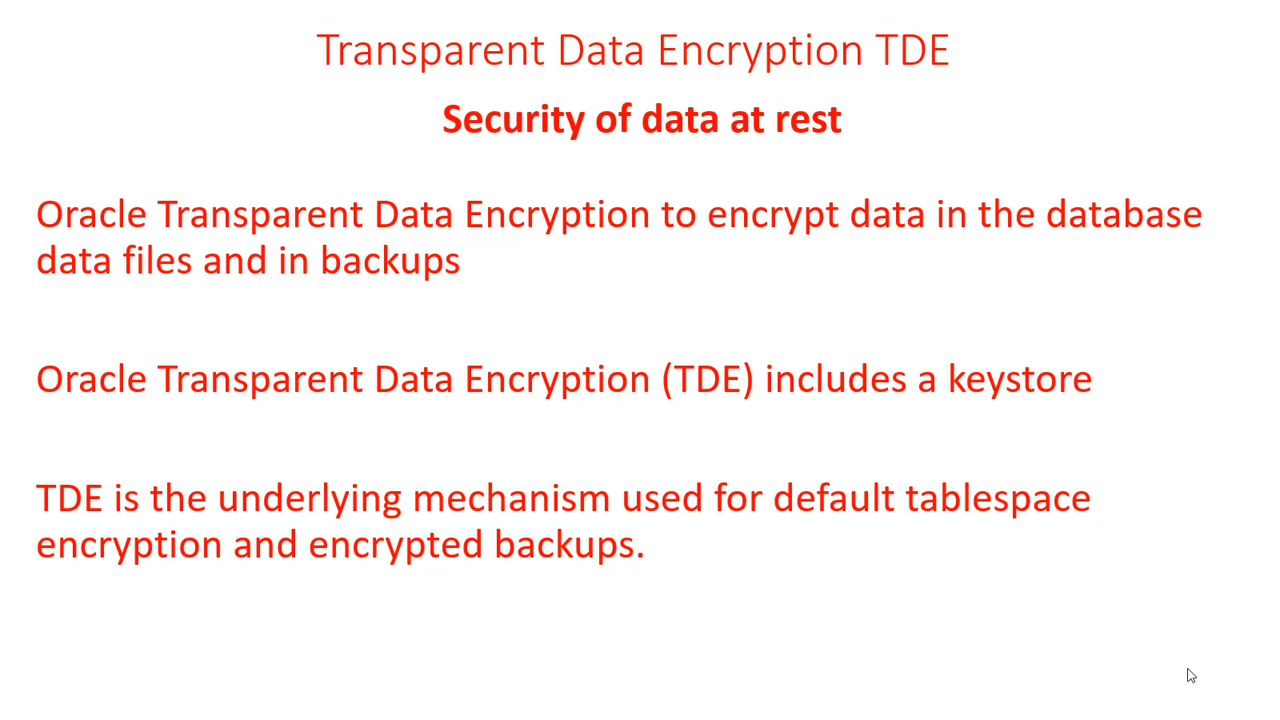 Transparent Data Encryption TDE
Security of data at rest
Oracle Transparent Data Encryption to encrypt data in the database
data files and in backups
Oracle Transparent Data Encryption (TDE) includes a keystore
TDE is the underlying mechanism used for default tablespace
encryption and encrypted backups.